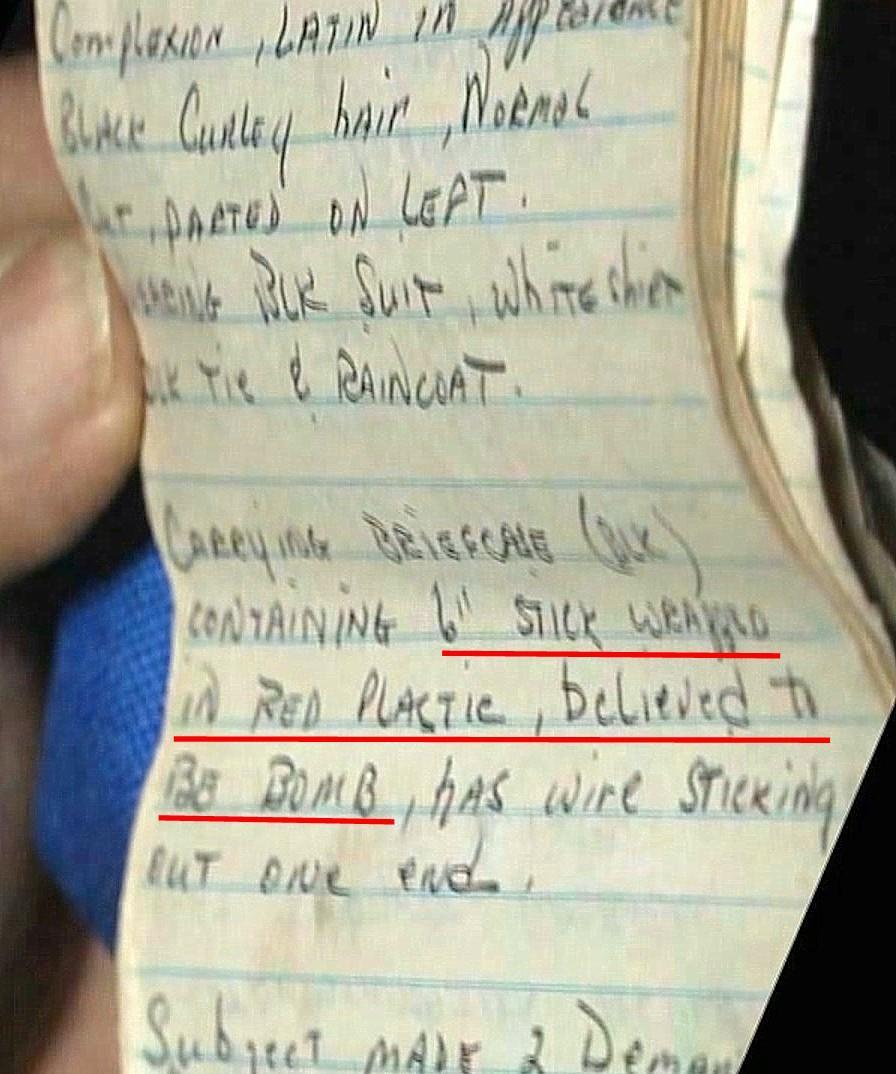 Complexion, LATIN in Appearance
BLACK Curley hair, NORMAL
PARTED ON LEFT.
BLK Suit, white shirt
Tie & RAINCOAT.
CARRYING BRIEFCASE (BLK)
CONTAINING 6" STICK WRAPPED
IN RED PLASTIC, believed to
BE BOMB, hAS wire STICKING
OUT ONE end.
Subject MADE 2